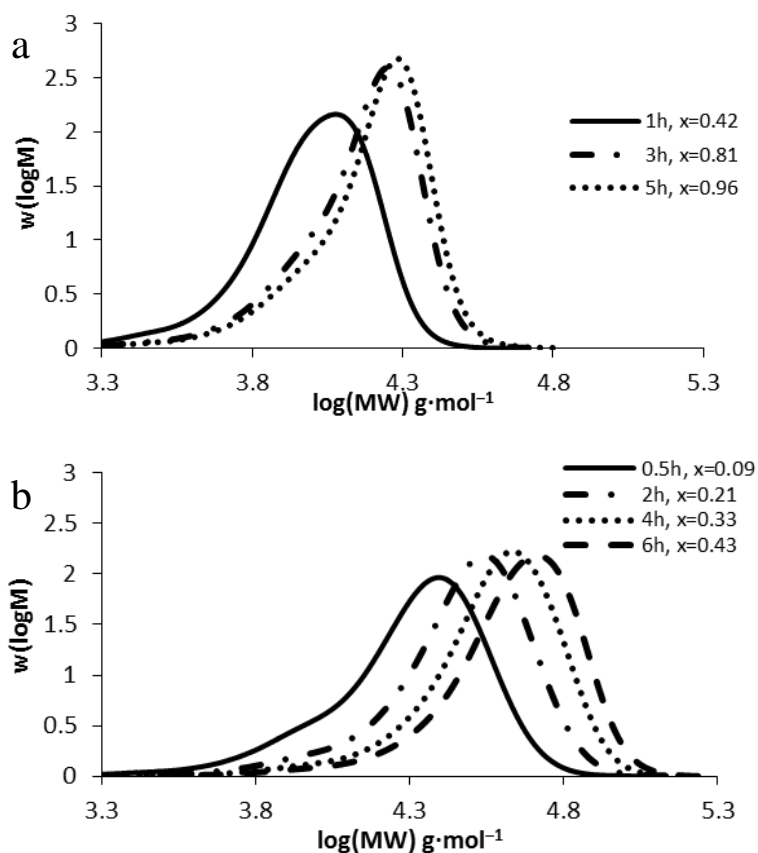 a
3
2.5
2
1.5
1
0.5
0
w(logM)
1h, x=0.42
3h, x=0.81
5h, x=0.96
3.3 3.8 4.3 4.8 5.3
log(MW) g·mol⁻¹
b
3
2.5
2
1.5
1
0.5
0
w(logM)
0.5h, x=0.09
2h, x=0.21
4h, x=0.33
6h, x=0.43
3.3 3.8 4.3 4.8 5.3
log(MW) g·mol⁻¹